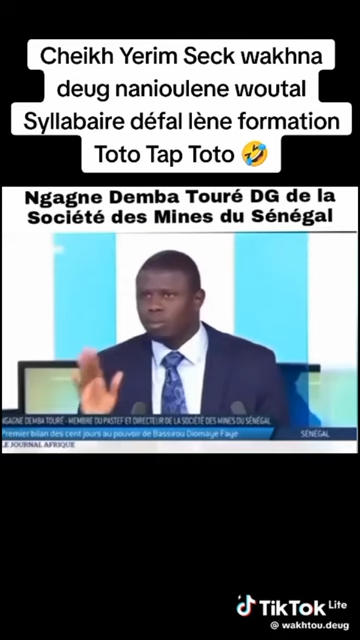 Cheikh Yerim Seck wakhna
deug nanioulene woutal
Syllabaire défal lène formation
Toto Tap Toto 🤣
Ngagne Demba Touré DG de la
Société des Mines du Sénégal
NGAGNE DEMBA TOURÉ - MEMBRE DU PASTEF ET DIRECTEUR DE LA SOCIÉTÉ DES MINES DU SÉNÉGAL
Premier bilan des cent jours au pouvoir de Bassirou Diomaye Faye
SÉNÉGAL
LE JOURNAL AFRIQUE
TikTok Lite
@ wakhtou.deug